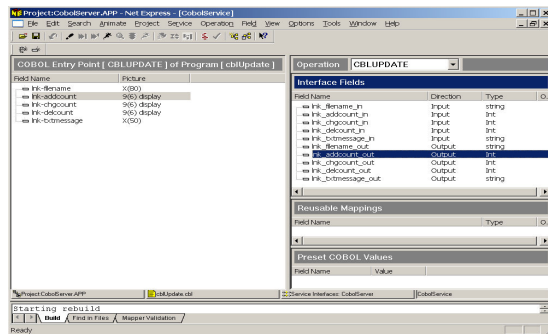 Project:CobolServer.APP - Net Express - [CobolService]
File Edit Search Animate Project Service Operation Field View Options Tools Window Help
COBOL Entry Point [ CBLUPDATE ] of Program [ cblUpdate ]
Field Name Picture
lnk-filename X(80)
lnk-addcount 9(6) display
lnk-chgcount 9(6) display
lnk-delcount 9(6) display
lnk-txtmessage X(50)
Operation CBLUPDATE
Interface Fields
Field Name Direction Type O..
lnk_filename_in Input string
lnk_addcount_in Input Int
lnk_chgcount_in Input Int
lnk_delcount_in Input Int
lnk_txtmessage_in Input string
lnk_filename_out Output string
lnk_addcount_out Output Int
lnk_chgcount_out Output Int
lnk_delcount_out Output Int
lnk_txtmessage_out Output string
Reusable Mappings
Field Name Type O..
Preset COBOL Values
Field Name Value
Project:CobolServer.APP cblUpdate.cbl Service Interfaces: CobolServer CobolService
Starting rebuild
Build Find in Files Mapper Validation
Ready